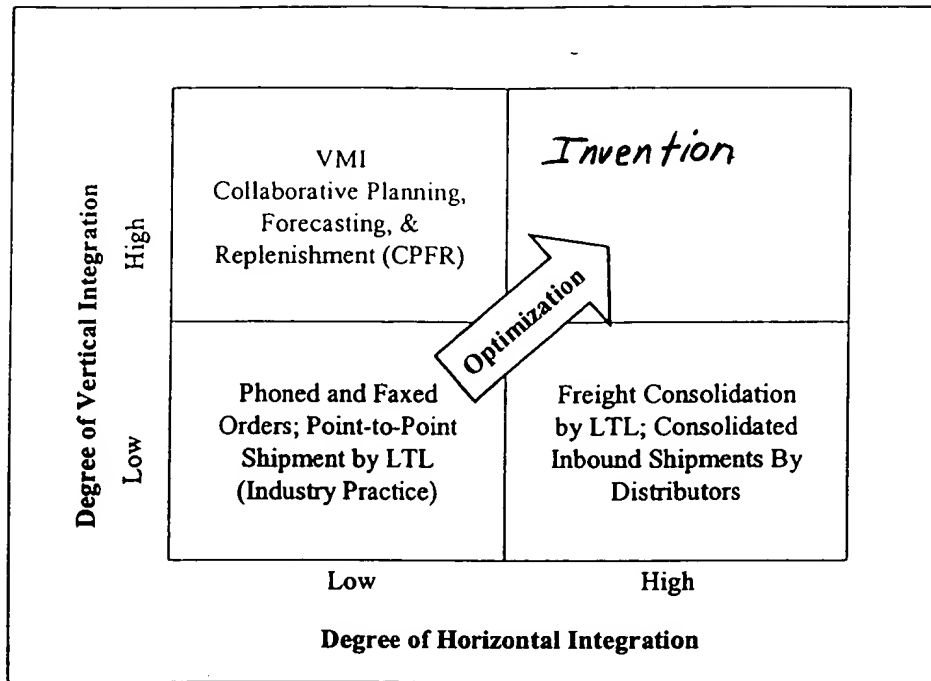 VMI
Collaborative Planning,
Forecasting, &
Replenishment (CPFR)
Invention
Degree of Vertical Integration
High
Low
Optimization
Phoned and Faxed
Orders; Point-to-Point
Shipment by LTL
(Industry Practice)
Freight Consolidation
by LTL; Consolidated
Inbound Shipments By
Distributors
Low
High
Degree of Horizontal Integration